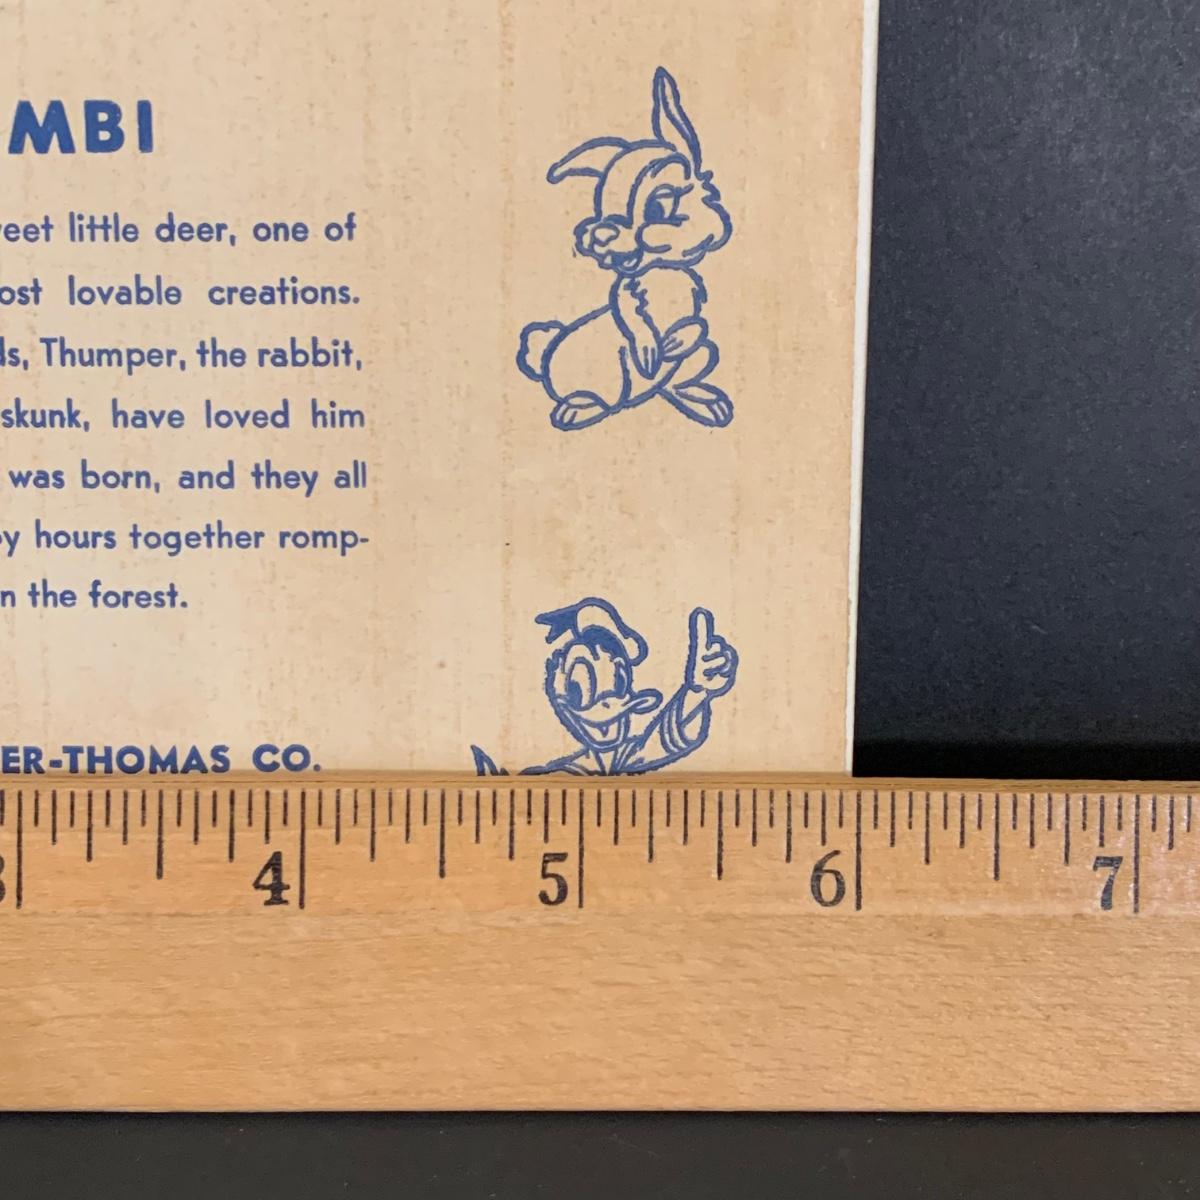 MBI
eet little deer, one of
ost lovable creations.
ds, Thumper, the rabbit,
skunk, have loved him
was born, and they all
y hours together romp-
n the forest.
ER-THOMAS CO.
3 4 5 6 7